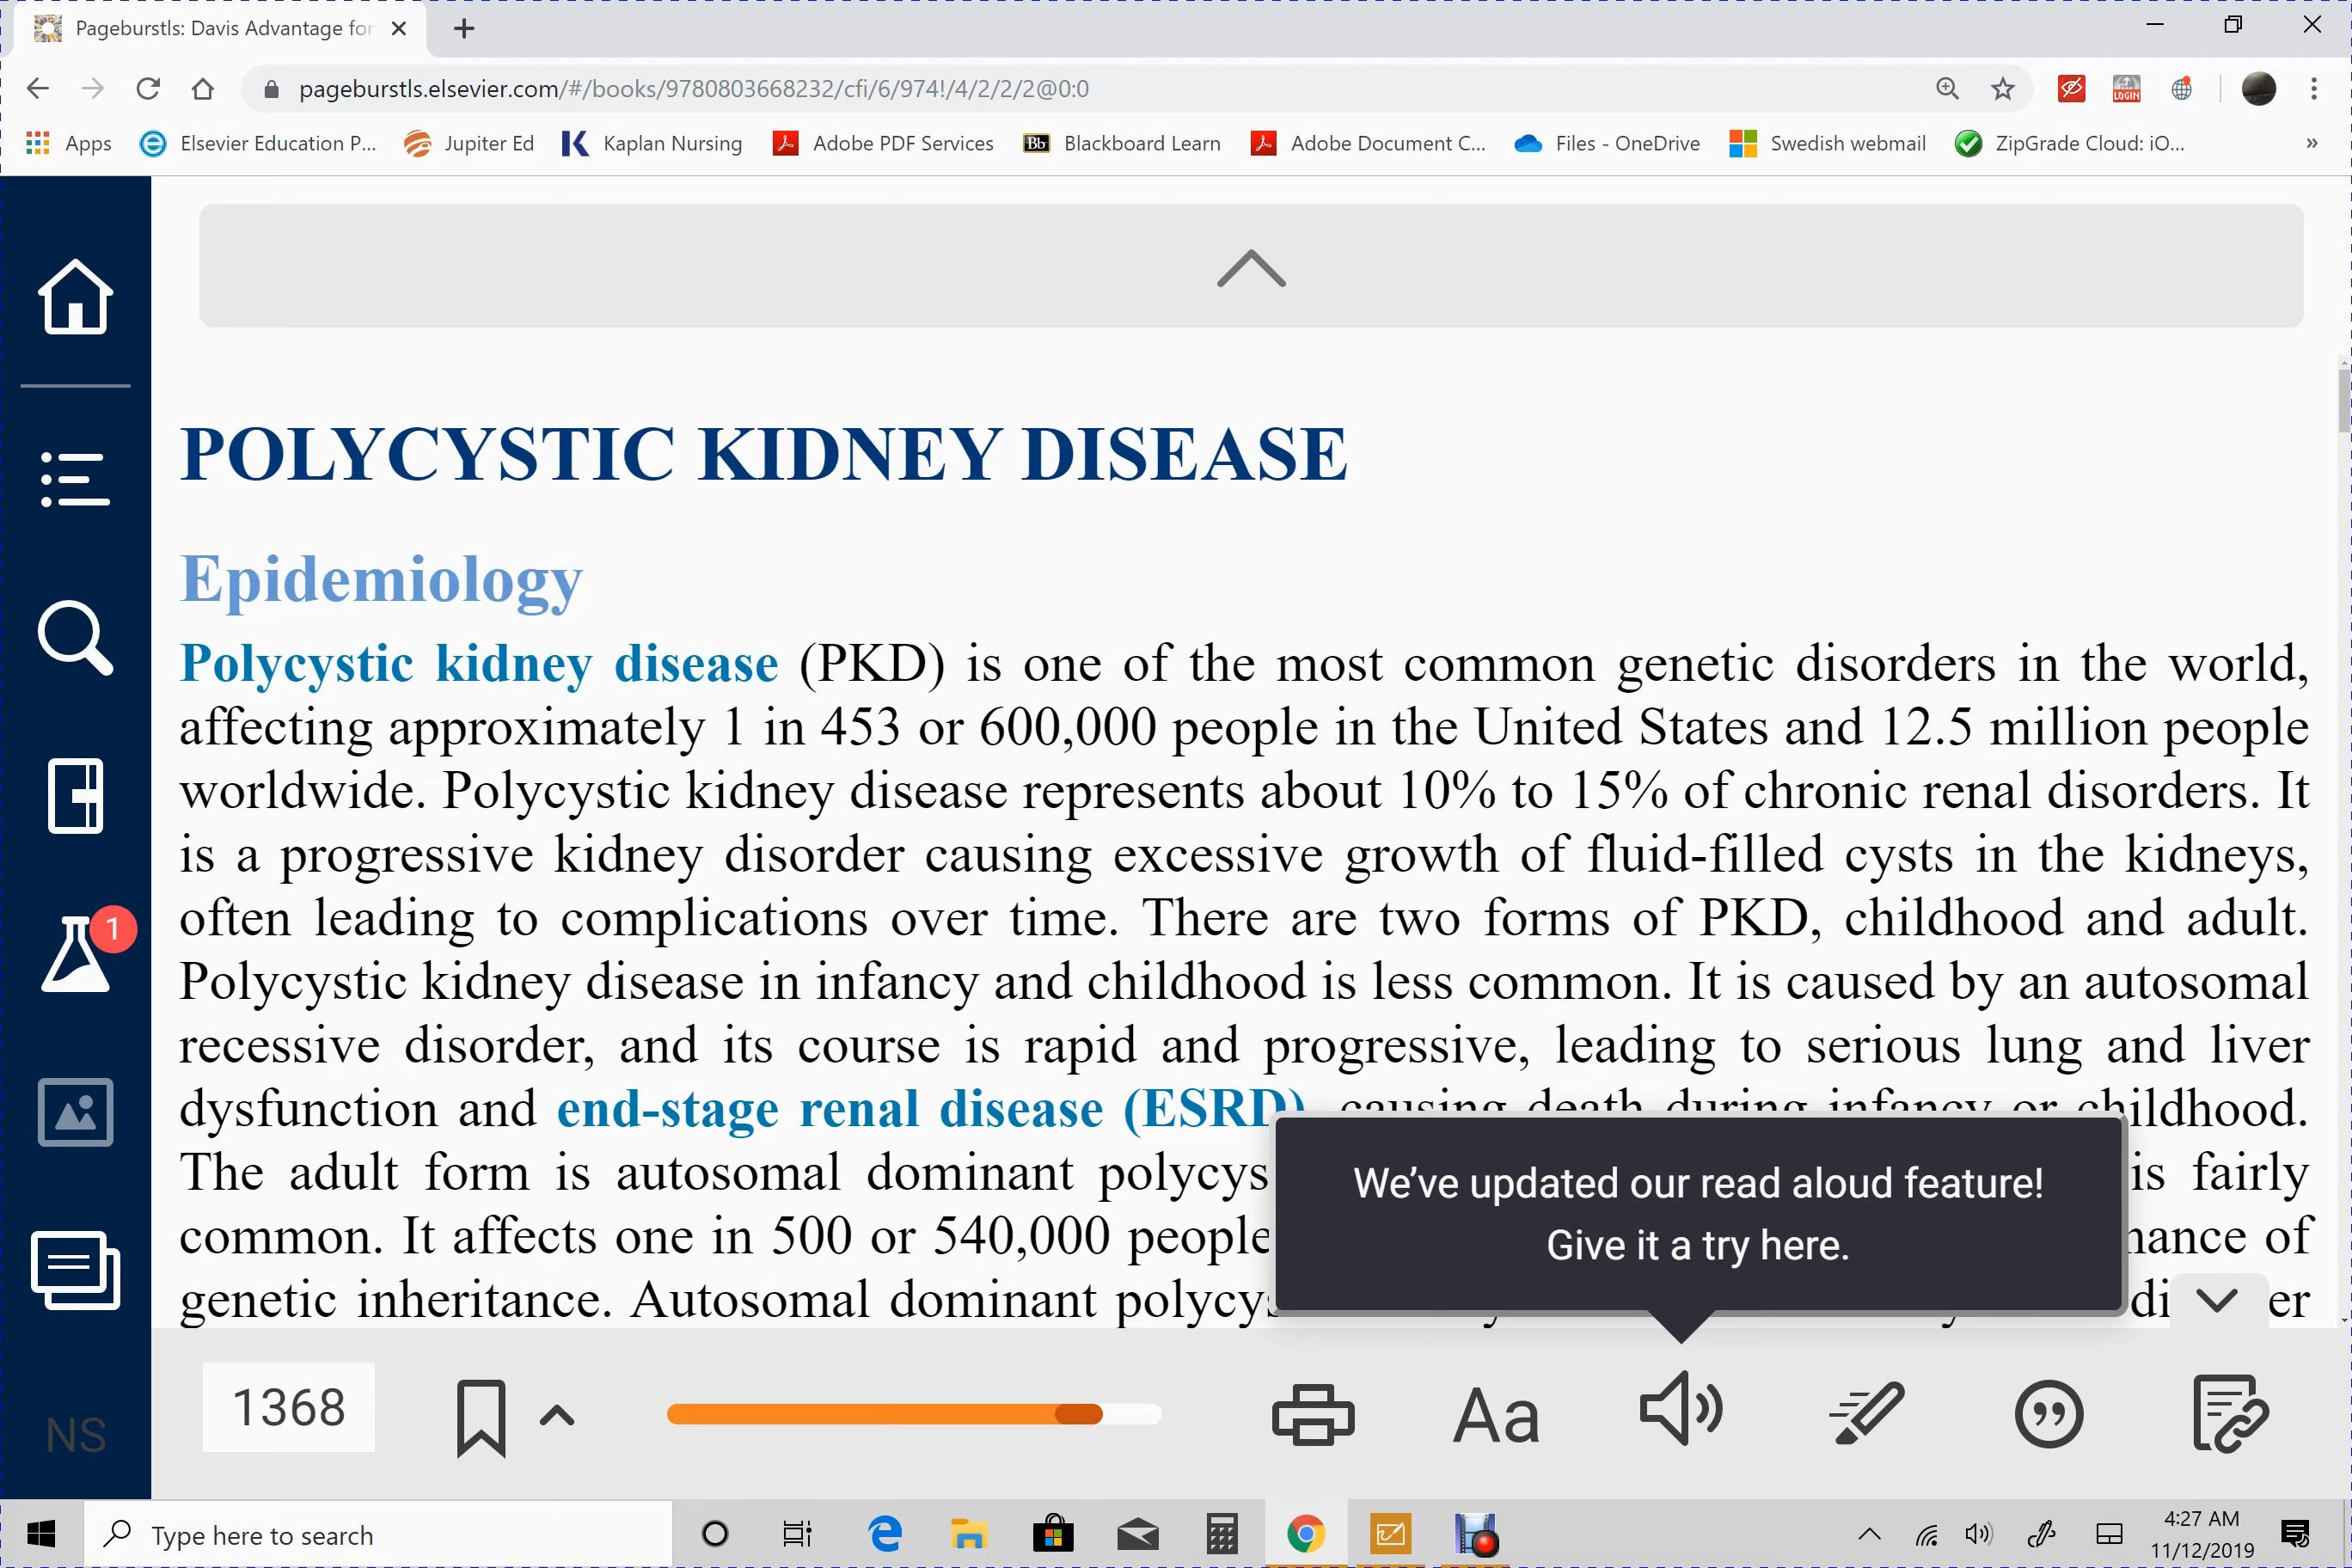 Pageburstls: Davis Advantage for
pageburstls.elsevier.com/#/books/9780803668232/cfi/6/974!/4/2/2/2@0:0
LOGIN
Apps
Elsevier Education P...
Jupiter Ed
Kaplan Nursing
Adobe PDF Services
Bb
Blackboard Learn
Adobe Document C...
Files - OneDrive
Swedish webmail
ZipGrade Cloud: iO...
»
POLYCYSTIC KIDNEY DISEASE
Epidemiology
Polycystic kidney disease (PKD) is one of the most common genetic disorders in the world,
affecting approximately 1 in 453 or 600,000 people in the United States and 12.5 million people
worldwide. Polycystic kidney disease represents about 10% to 15% of chronic renal disorders. It
is a progressive kidney disorder causing excessive growth of fluid-filled cysts in the kidneys,
often leading to complications over time. There are two forms of PKD, childhood and adult.
Polycystic kidney disease in infancy and childhood is less common. It is caused by an autosomal
recessive disorder, and its course is rapid and progressive, leading to serious lung and liver
dysfunction and end-stage renal disease (ESRD), causing death during infancy or childhood.
The adult form is autosomal dominant polycys is fairly
common. It affects one in 500 or 540,000 people nance of
genetic inheritance. Autosomal dominant polycys di er
We've updated our read aloud feature!
Give it a try here.
1
NS
1368
Aa
Type here to search
4:27 AM
11/12/2019